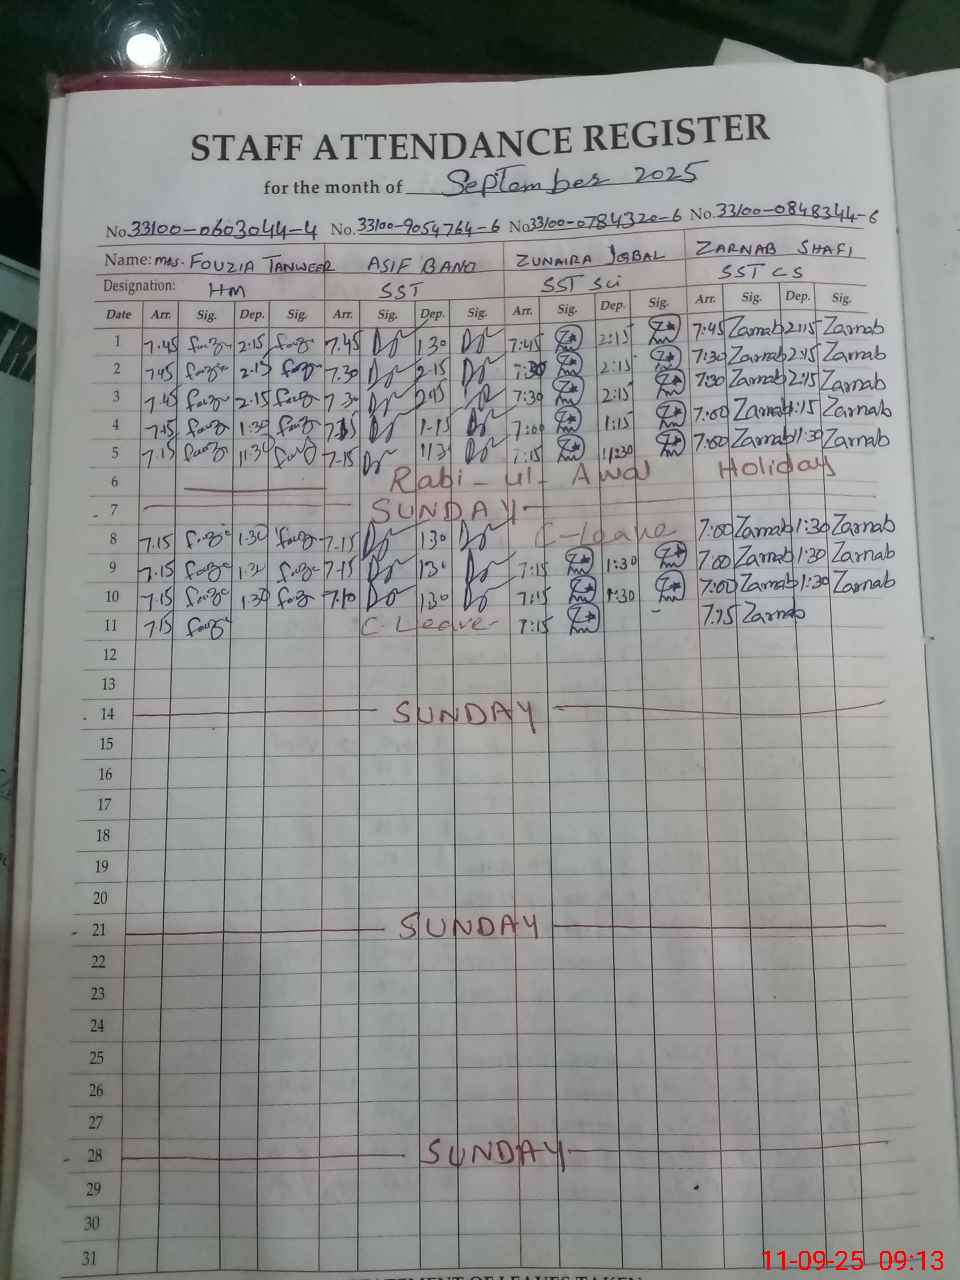 STAFF ATTENDANCE REGISTER
for the month of September 2025
No. 33100-0603044-4 No. 33100-9054764-6 No 33100-0784320-6 No. 33100-0848344-6
Name: Mrs. FOUZIA TANWEER ASIF BANO ZUNAIRA IQBAL ZARNAB SHAFI
Designation: HM SST SST Sci SST CS
Date Arr. Sig. Dep. Sig. Arr. Sig. Dep. Sig. Arr. Sig. Dep. Sig. Arr. Sig. Dep. Sig.
1 7.45 2.15 7.45 1 30 7:45 2:15 7:45 Zarnab 2:15 Zarnab
2 7.45 2.15 7.30 2.15 7:30 2:15 7:30 Zarnab 2:15 Zarnab
3 7.45 2.15 7.30 2.15 7:30 2:15 7:30 Zarnab 2:15 Zarnab
4 7.15 1.30 1.15 7:00 1:15 7:00 Zarnab 1:15 Zarnab
5 7.15 11.30 7.15 7:15 7:00 Zarnab 11:30 Zarnab
6 Rabi-ul-Awal Holiday
7 SUNDAY
8 7.15 1.30 7.15 1 30 C-Leave 7:00 Zarnab 1:30 Zarnab
9 7.15 1.30 7.15 1 30 7:15 1:30 7:00 Zarnab 1:30 Zarnab
10 7.15 1.30 7.10 1 30 7:15 1:30 7:00 Zarnab 1:30 Zarnab
11 7.15 C-Leave- 7:15 7:15 Zarnab
12
13
14 SUNDAY
15
16
17
18
19
20
21 SUNDAY
22
23
24
25
26
27
28 SUNDAY
29
30
31
11-09-25 09:13